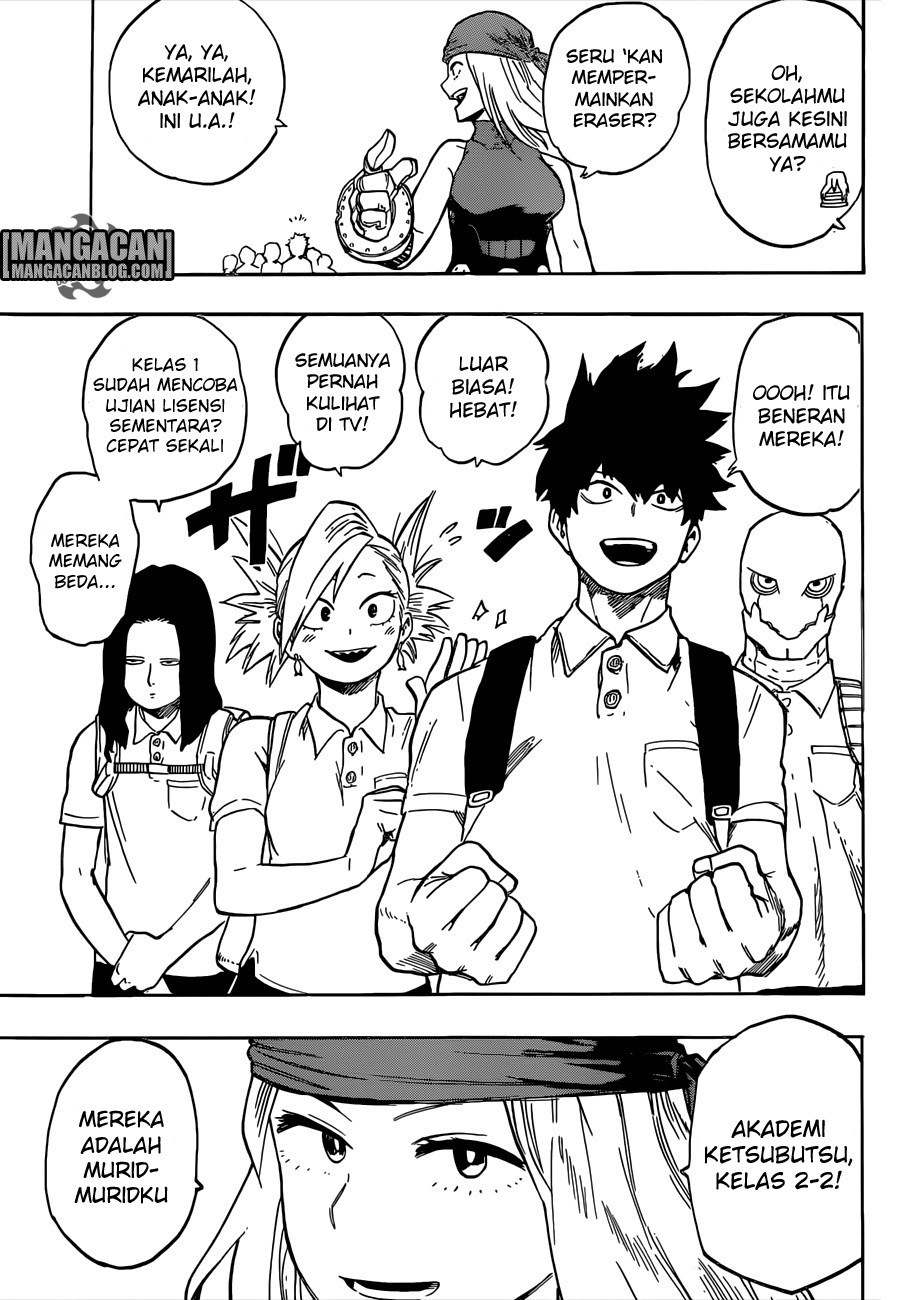 OH,
SEKOLAHMU
JUGA KESINI
BERSAMAMU
YA?
SERU 'KAN
MEMPER-
MAINKAN
ERASER?
YA, YA,
KEMARILAH,
ANAK-ANAK!
INI U.A.!
[MANGACAN]
MANGACANBLOG.COM
OOOH! ITU
BENERAN
MEREKA!
LUAR
BIASA!
HEBAT!
SEMUANYA
PERNAH
KULIHAT
DI TV!
KELAS 1
SUDAH MENCOBA
UJIAN LISENSI
SEMENTARA?
CEPAT SEKALI
MEREKA
MEMANG
BEDA...
ザッ
AKADEMI
KETSUBUTSU,
KELAS 2-2!
MEREKA
ADALAH
MURID-
MURIDKU